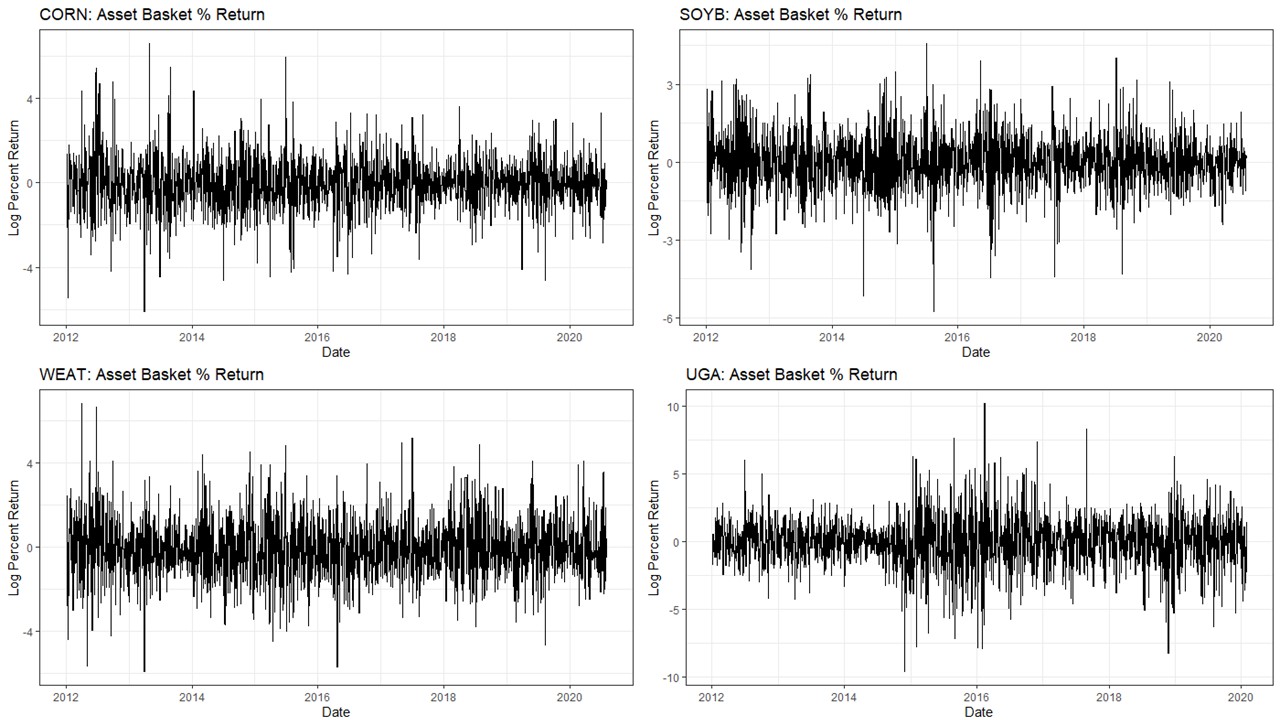 CORN: Asset Basket % Return
Log Percent Return
4
0
-4
2012 2014 2016 2018 2020
Date
SOYB: Asset Basket % Return
Log Percent Return
3
0
-3
-6
2012 2014 2016 2018 2020
Date
WEAT: Asset Basket % Return
Log Percent Return
4
0
-4
2012 2014 2016 2018 2020
Date
UGA: Asset Basket % Return
Log Percent Return
10
5
0
-5
-10
2012 2014 2016 2018 2020
Date